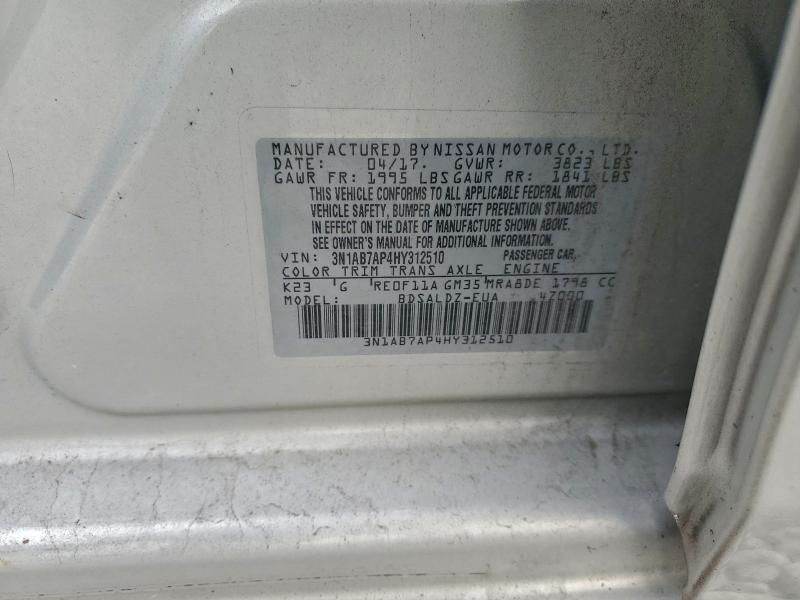 MANUFACTURED BY NISSAN MOTOR CO., LTD.
DATE: 04/17. GVWR: 3823 LBS
GAWR FR: 1995 LBS GAWR RR: 1841 LBS
THIS VEHICLE CONFORMS TO ALL APPLICABLE FEDERAL MOTOR
VEHICLE SAFETY, BUMPER AND THEFT PREVENTION STANDARDS
IN EFFECT ON THE DATE OF MANUFACTURE SHOWN ABOVE.
SEE OWNER'S MANUAL FOR ADDITIONAL INFORMATION.
VIN: 3N1AB7AP4HY312510 PASSENGER CAR,
COLOR TRIM TRANS AXLE ENGINE
K23 'G 'RE0F11A GM35'MRA8DE 1798 CC
MODEL: BDSALDZ-EUA 47000
3N1AB7AP4HY312510